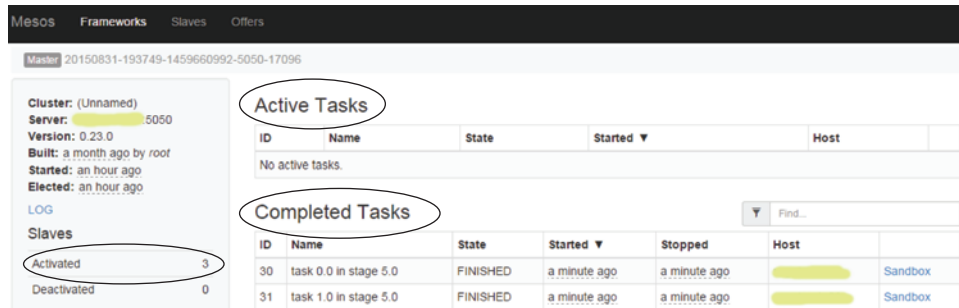 Mesos Frameworks Slaves Offers
Master 20150831-193749-1459660992-5050-17096
Cluster: (Unnamed)
Server: :5050
Version: 0.23.0
Built: a month ago by root
Started: an hour ago
Elected: an hour ago
LOG
Slaves
Activated 3
Deactivated 0
Active Tasks
ID Name State Started ▼ Host
No active tasks.
Completed Tasks
Find...
ID Name State Started ▼ Stopped Host
30 task 0.0 in stage 5.0 FINISHED a minute ago a minute ago Sandbox
31 task 1.0 in stage 5.0 FINISHED a minute ago a minute ago Sandbox